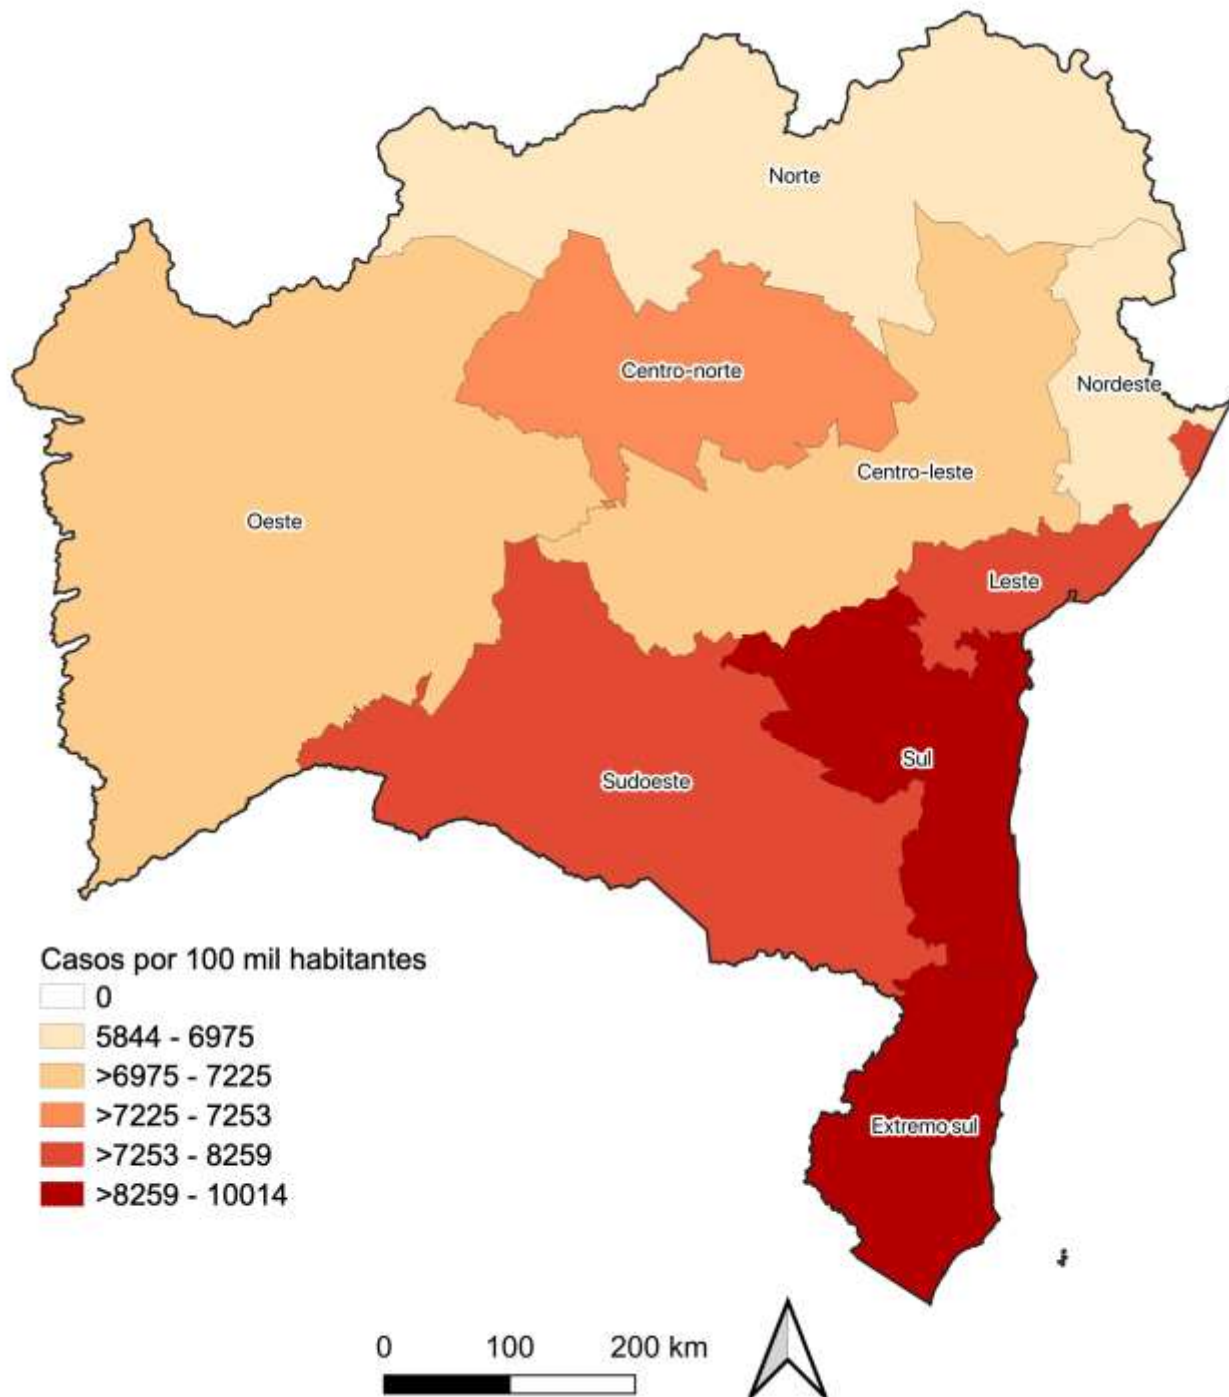 Norte
Centro-norte
Nordeste
Centro-leste
Oeste
Leste
Sul
Sudoeste
Casos por 100 mil habitantes
0
5844 - 6975
>6975 - 7225
>7225 - 7253
>7253 - 8259
>8259 - 10014
Extremo sul
0 100 200 km